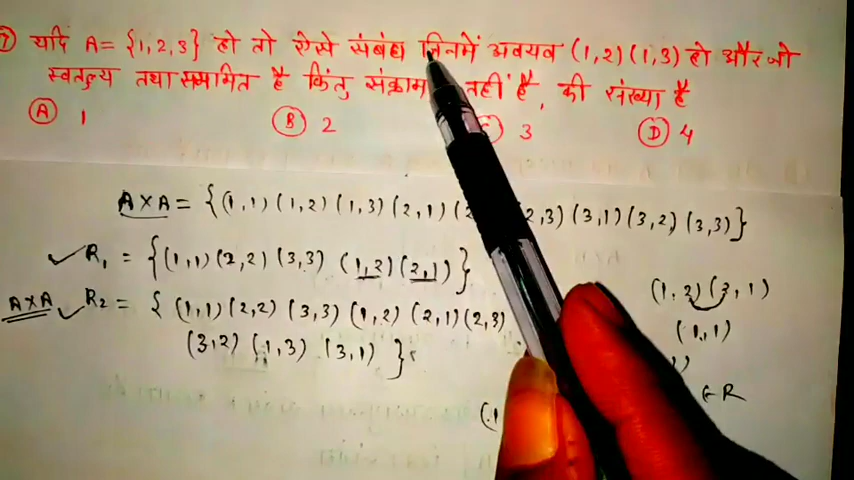 7) यदि A = {1,2,3} हो तो ऐसे संबंध जिनमें अवयव (1,2) (1,3) हो और जो
स्वतुल्य तथा सममित है किंतु संक्राम नहीं है, की संख्या है
(A) 1 (B) 2 3 (D) 4
A×A = {(1,1) (1,2) (1,3) (2,1) (2,3) (3,1) (3,2) (3,3)}
R₁ = {(1,1) (2,2) (3,3) (1,2) (2,1)}
(1,3) (3,1)
A×A R₂ = { (1,1) (2,2) (3,3) (1,2) (2,1) (2,3)
(1,1)
(3,2) (1,3) (3,1) }
∈ R